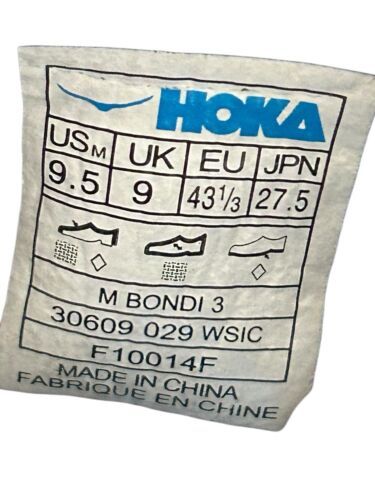 HOKA
USM UK EU JPN
9.5 9 43 1/3 27.5
M BONDI 3
30609 029 WSIC
F10014F
MADE IN CHINA
FABRIQUE EN CHINE